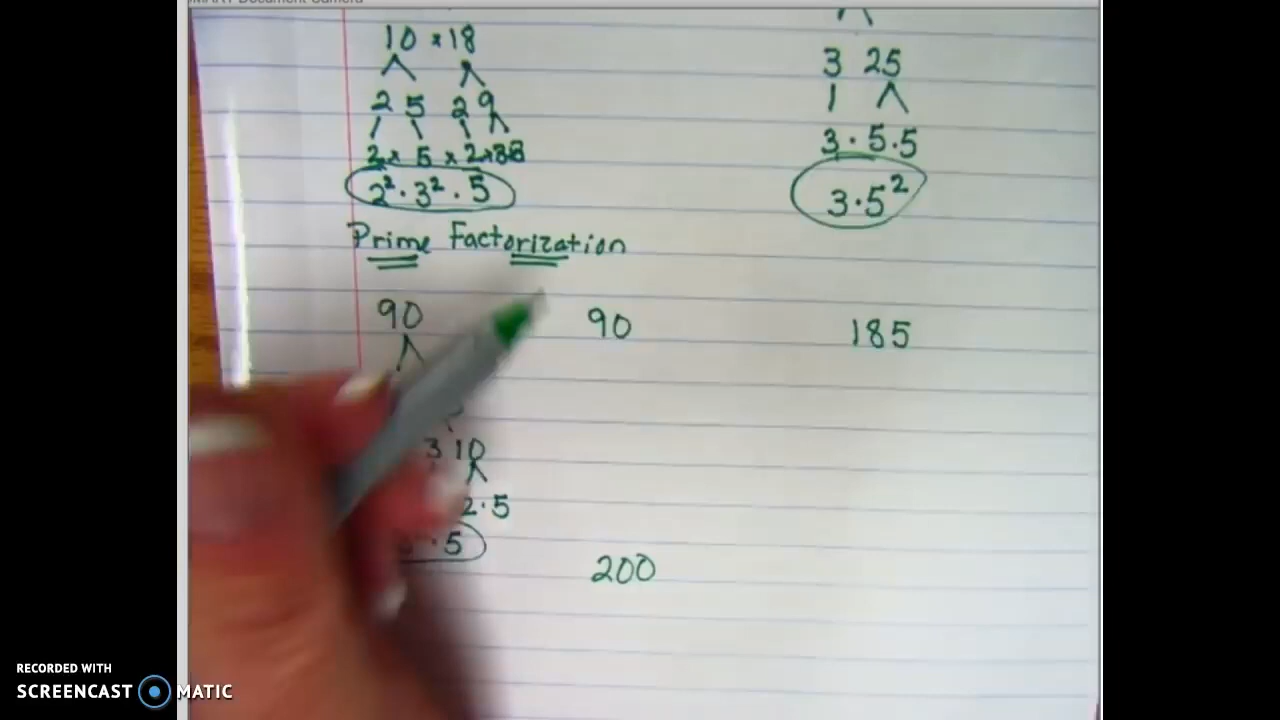 10 × 18
2 5 2 9
2 × 5 × 2 × 3·3
2² · 3² · 5
3 25
3 · 5 · 5
3 · 5²
Prime Factorization
90 90 185
3 10
2 · 5
· 5
200
RECORDED WITH
SCREENCAST MATIC